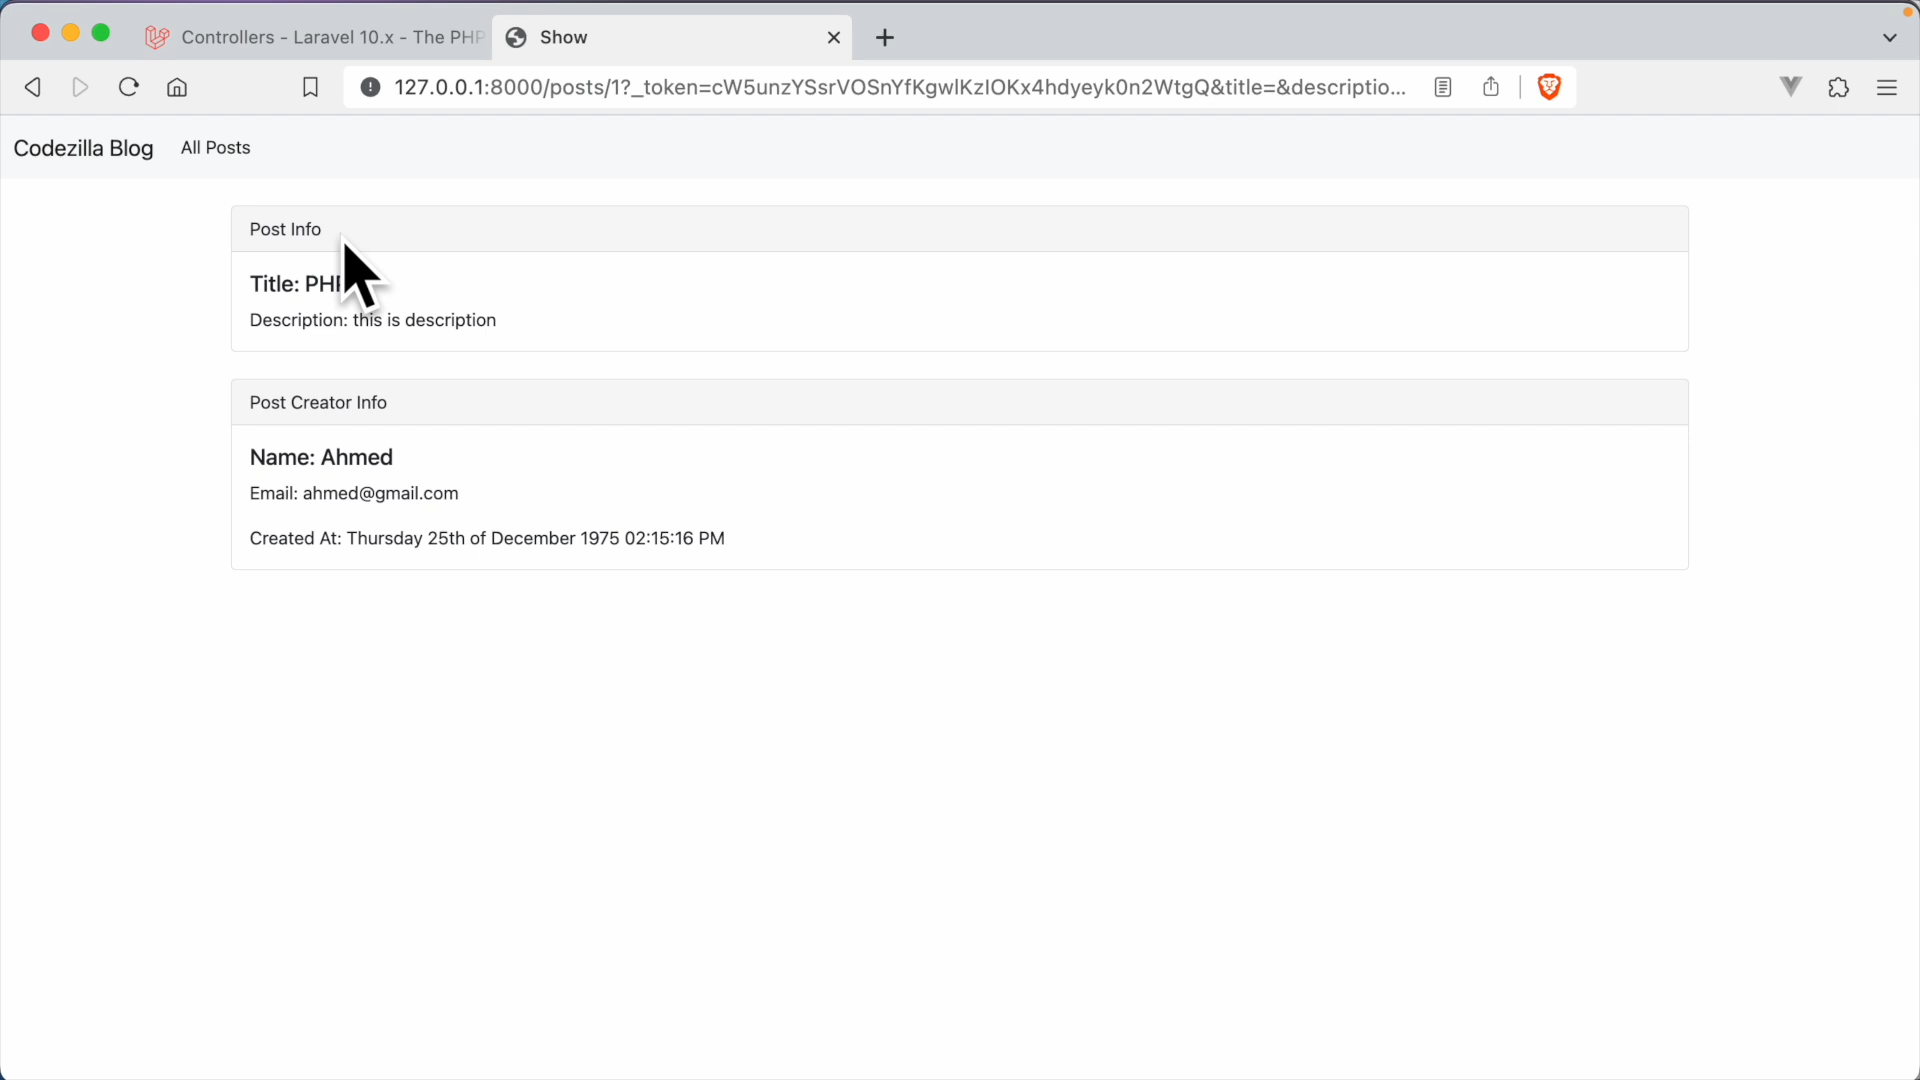 Controllers - Laravel 10.x - The PHP
Show
127.0.0.1:8000/posts/1?_token=cW5unzYSsrVOSnYfKgwlKzIOKx4hdyeyk0n2WtgQ&title=&descriptio...
Codezilla Blog
All Posts
Post Info
Title: PHP
Description: this is description
Post Creator Info
Name: Ahmed
Email: ahmed@gmail.com
Created At: Thursday 25th of December 1975 02:15:16 PM